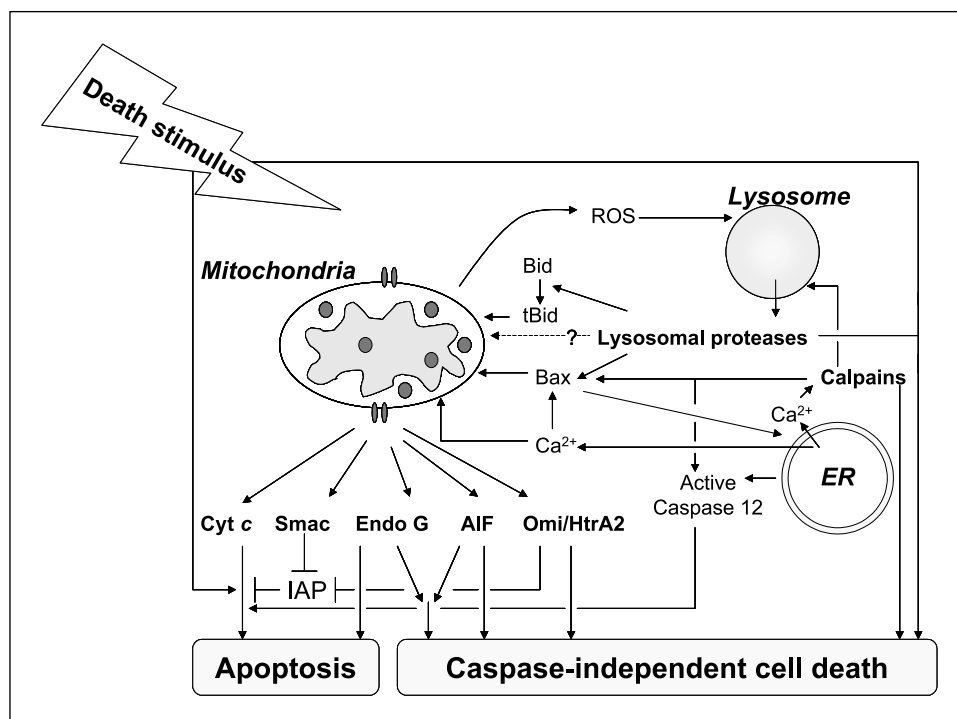 Death stimulus
Lysosome
ROS
Mitochondria
Bid
tBid
? Lysosomal proteases
Bax
Calpains
Ca²⁺
Ca²⁺
ER
Active
Caspase 12
Cyt c Smac Endo G AIF Omi/HtrA2
IAP
Apoptosis
Caspase-independent cell death